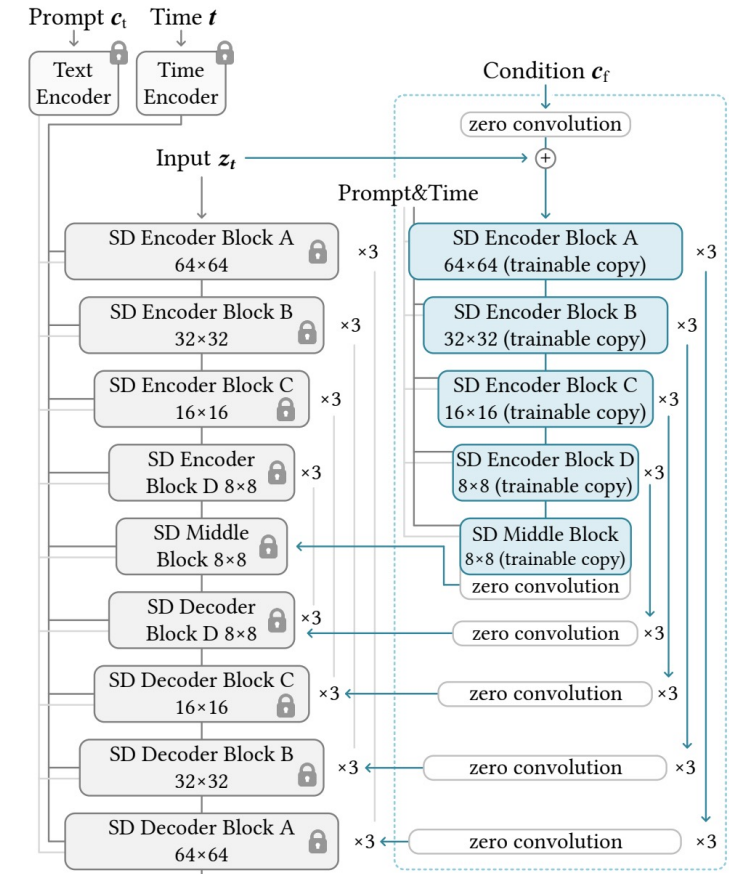 Prompt cₜ Time t
Text
Encoder
Time
Encoder
Condition c_f
zero convolution
Input zₜ
+
Prompt&Time
SD Encoder Block A
64×64
×3
SD Encoder Block A
64×64 (trainable copy)
×3
SD Encoder Block B
32×32
×3
SD Encoder Block B
32×32 (trainable copy)
×3
SD Encoder Block C
16×16
×3
SD Encoder Block C
16×16 (trainable copy)
×3
SD Encoder
Block D 8×8
×3
SD Encoder Block D
8×8 (trainable copy)
×3
SD Middle
Block 8×8
SD Middle Block
8×8 (trainable copy)
zero convolution
SD Decoder
Block D 8×8
×3
zero convolution
×3
SD Decoder Block C
16×16
×3
zero convolution
×3
SD Decoder Block B
32×32
×3
zero convolution
×3
SD Decoder Block A
64×64
×3
zero convolution
×3